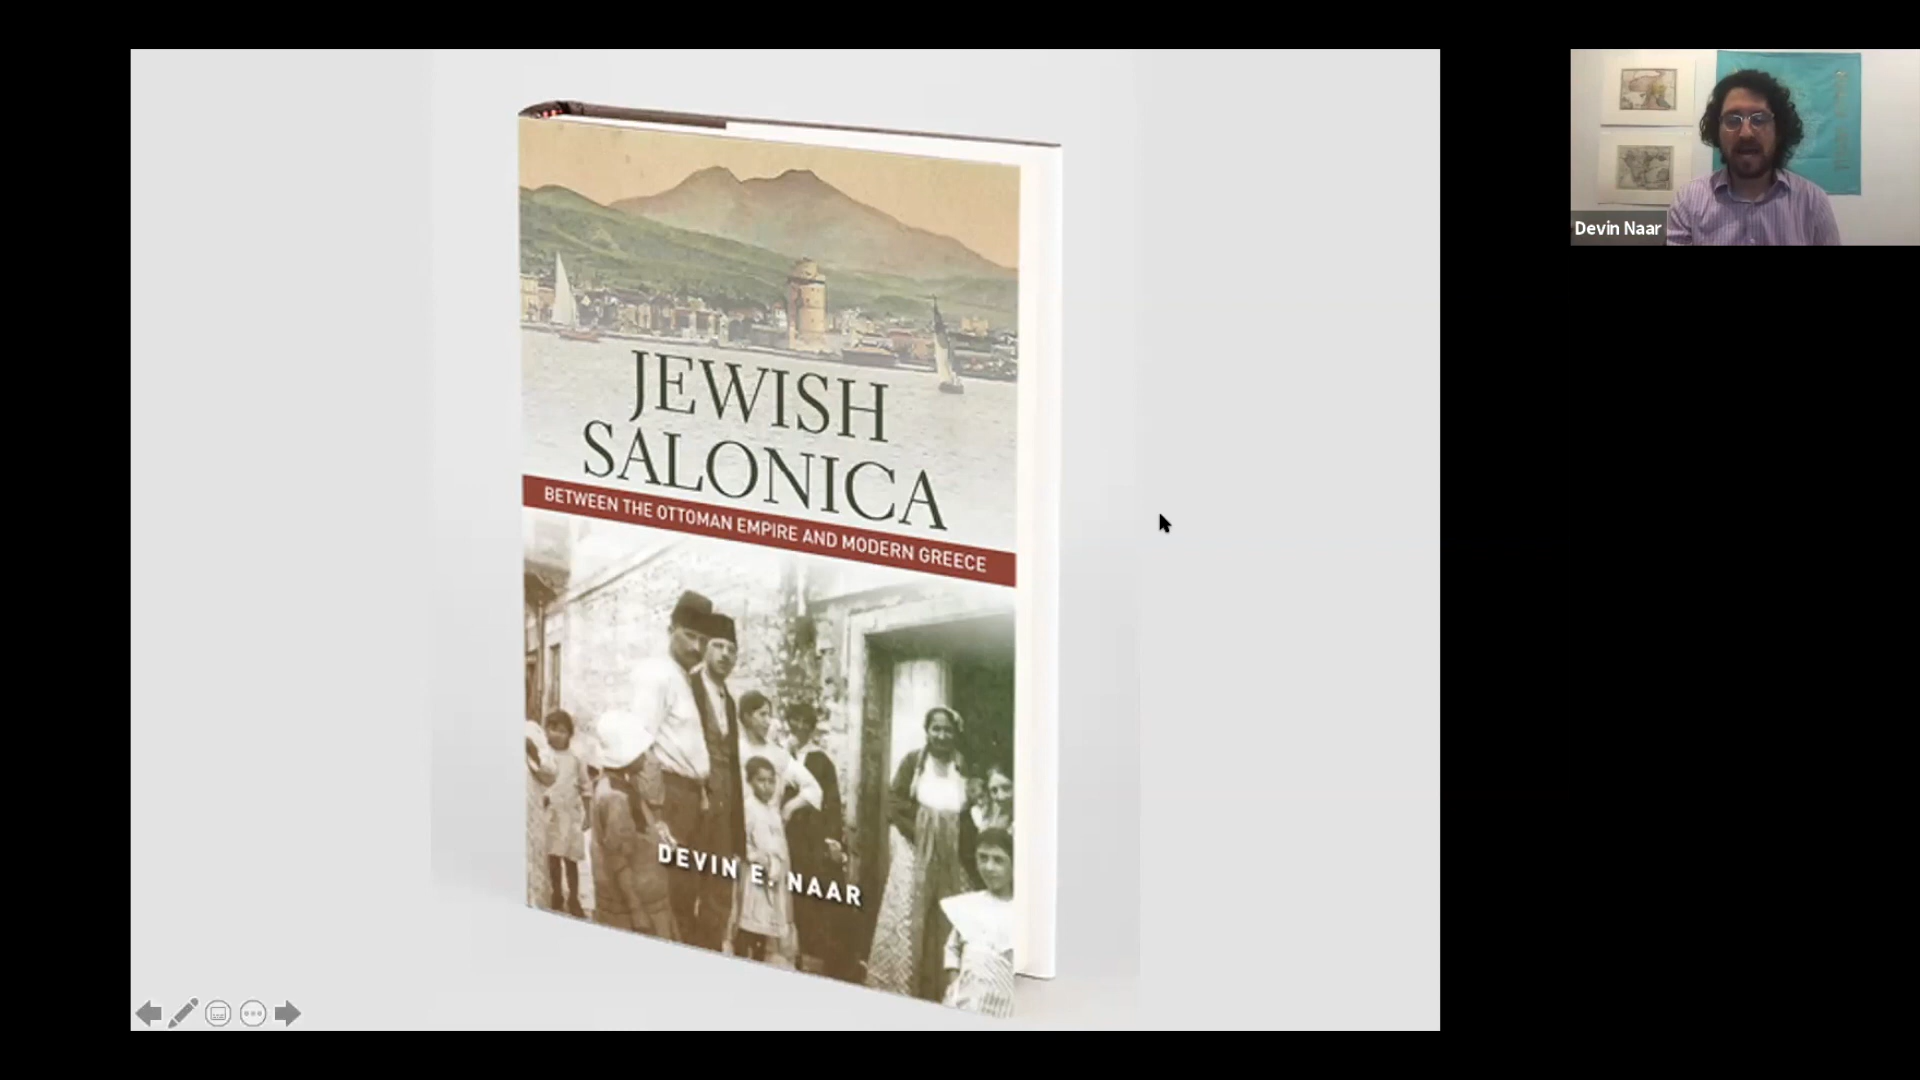 JEWISH
SALONICA
BETWEEN THE OTTOMAN EMPIRE AND MODERN GREECE
DEVIN E. NAAR
Devin Naar